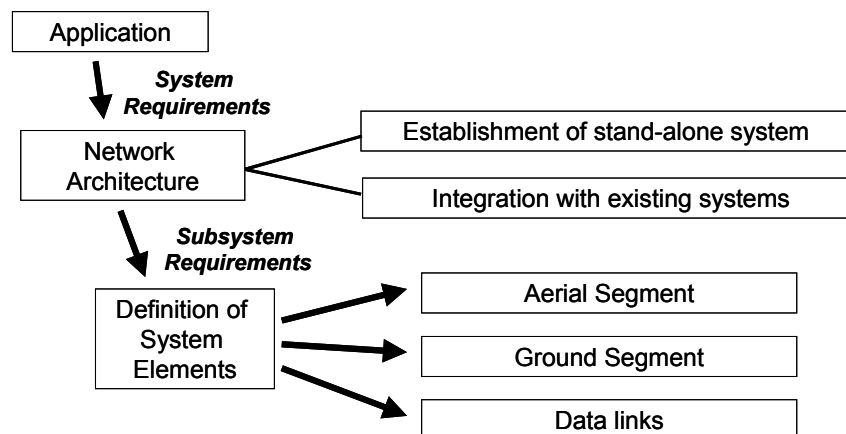 Application
System
Requirements
Network
Architecture
Establishment of stand-alone system
Integration with existing systems
Subsystem
Requirements
Definition of
System
Elements
Aerial Segment
Ground Segment
Data links